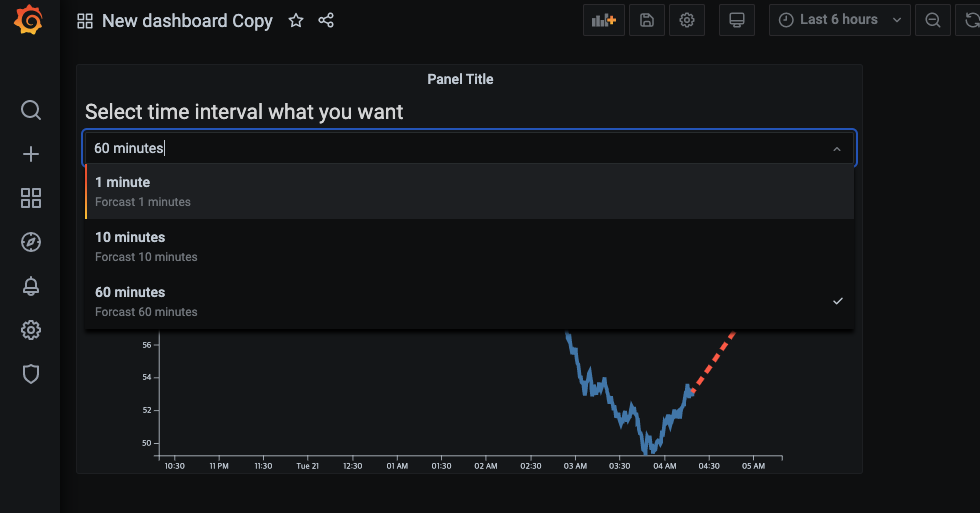 New dashboard Copy
Last 6 hours
Panel Title
Select time interval what you want
60 minutes
1 minute
Forcast 1 minutes
10 minutes
Forcast 10 minutes
60 minutes
Forcast 60 minutes
56
54
52
50
10:30 11 PM 11:30 Tue 21 12:30 01 AM 01:30 02 AM 02:30 03 AM 03:30 04 AM 04:30 05 AM